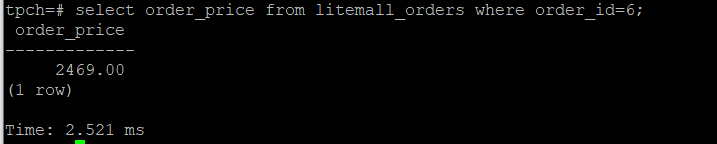 tpch=# select order_price from litemall_orders where order_id=6;
order_price
-------------
2469.00
(1 row)
Time: 2.521 ms